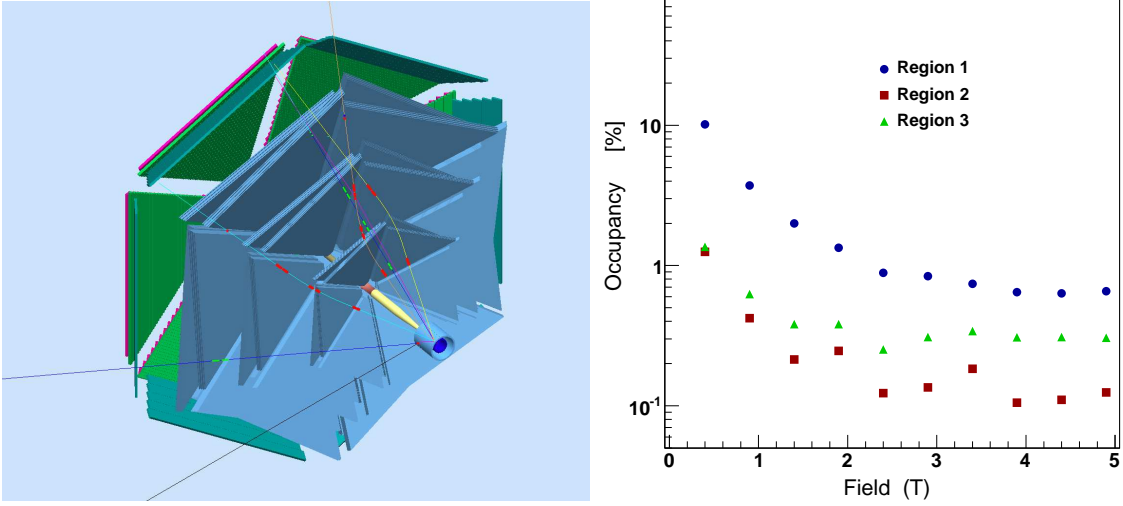 Region 1
Region 2
Region 3
Occupancy [%]
10
1
10-1
0 1 2 3 4 5
Field (T)